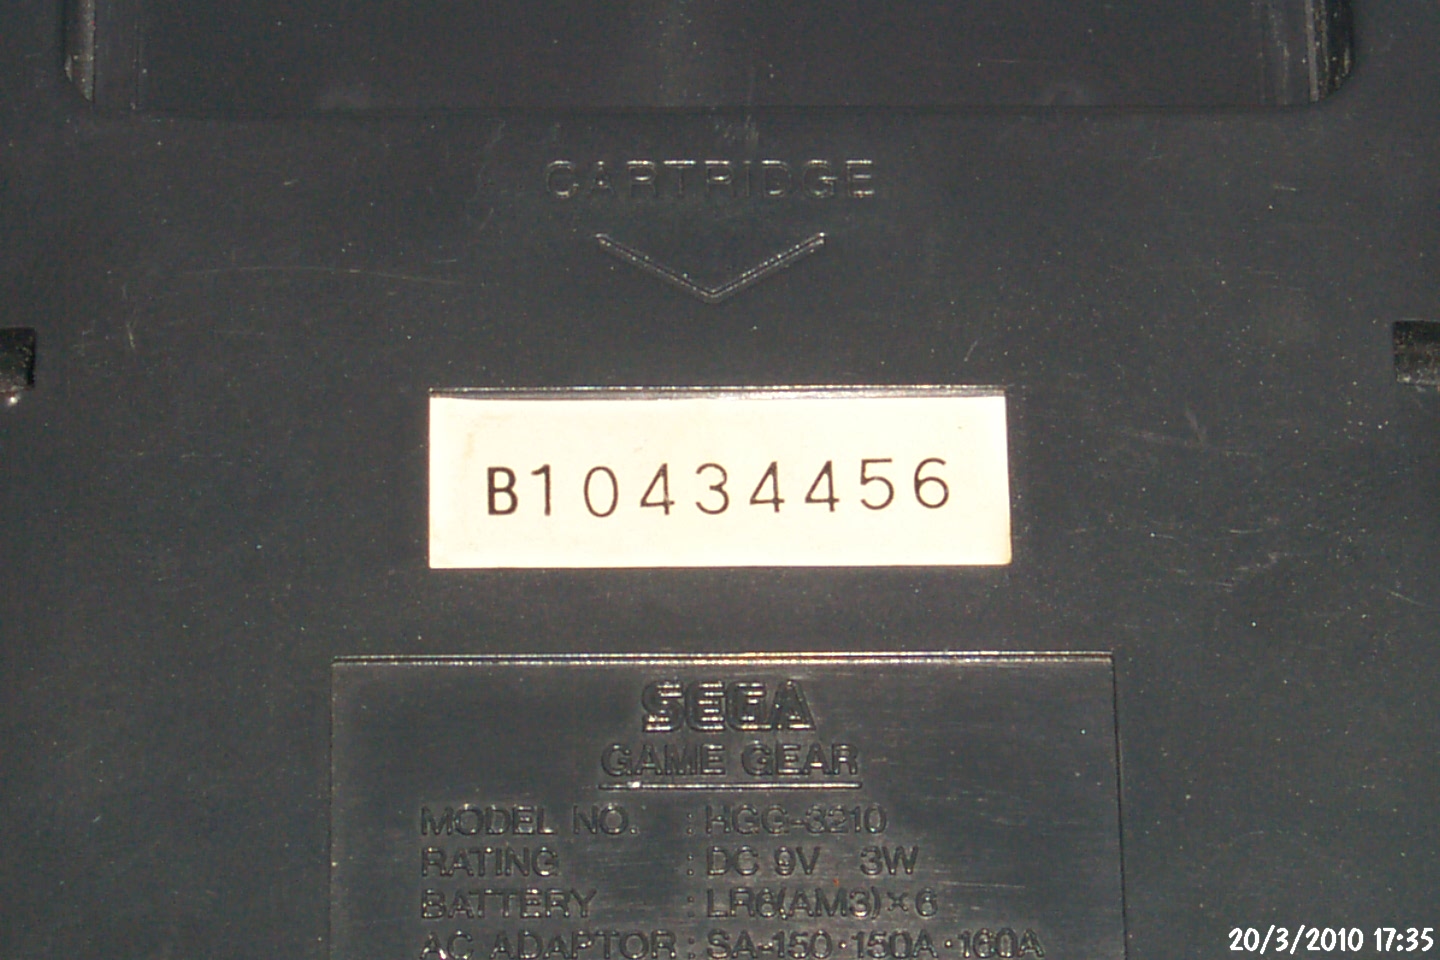 CARTRIDGE
B10434456
SEGA
GAME GEAR
MODEL NO. : HGG-3210
RATING : DC 9V 3W
BATTERY : LR6(AM3)×6
AC ADAPTOR : SA-150·150A·160A
20/3/2010 17:35